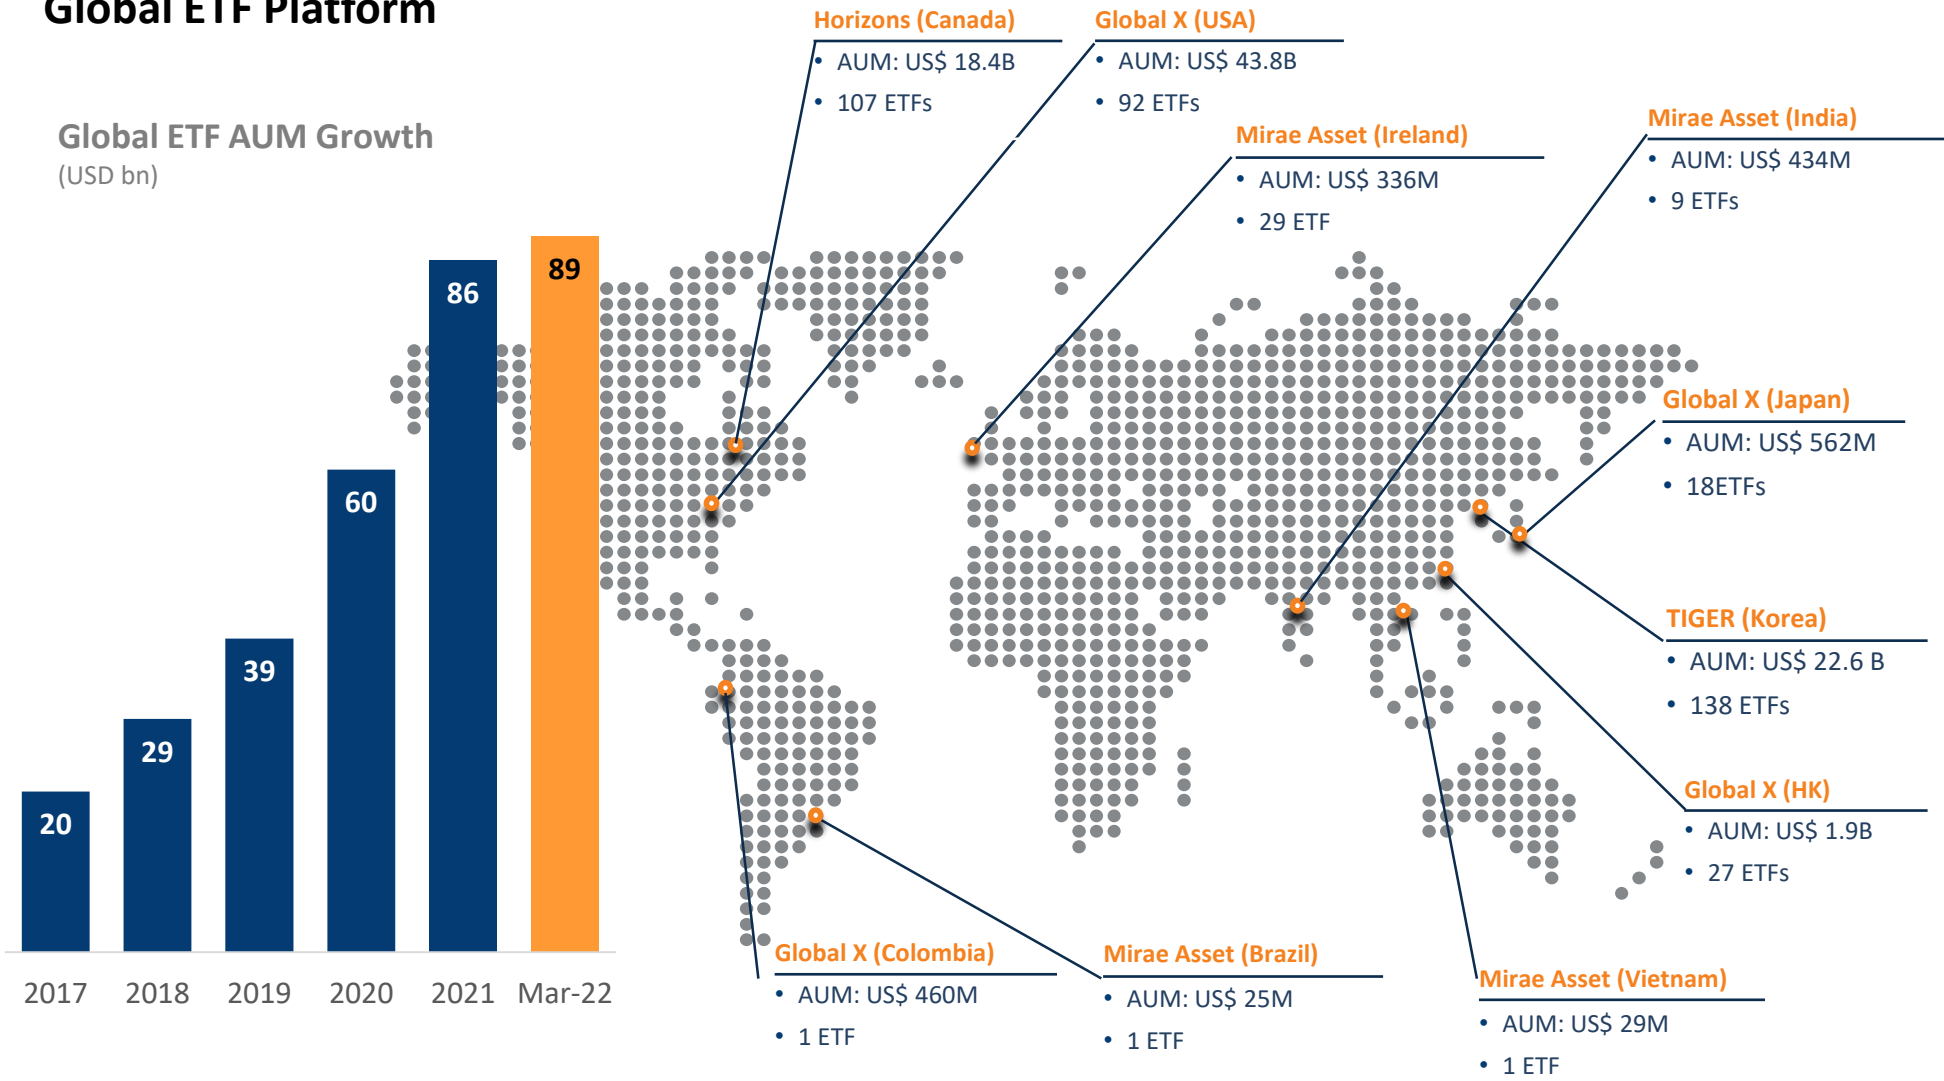 Global ETF Platform
Global ETF AUM Growth
(USD bn)
20
29
39
60
86
89
2017
2018
2019
2020
2021
Mar-22
Horizons (Canada)
• AUM: US$ 18.4B
• 107 ETFs
Global X (USA)
• AUM: US$ 43.8B
• 92 ETFs
Mirae Asset (Ireland)
• AUM: US$ 336M
• 29 ETF
Mirae Asset (India)
• AUM: US$ 434M
• 9 ETFs
Global X (Japan)
• AUM: US$ 562M
• 18ETFs
TIGER (Korea)
• AUM: US$ 22.6 B
• 138 ETFs
Global X (HK)
• AUM: US$ 1.9B
• 27 ETFs
Global X (Colombia)
• AUM: US$ 460M
• 1 ETF
Mirae Asset (Brazil)
• AUM: US$ 25M
• 1 ETF
Mirae Asset (Vietnam)
• AUM: US$ 29M
• 1 ETF